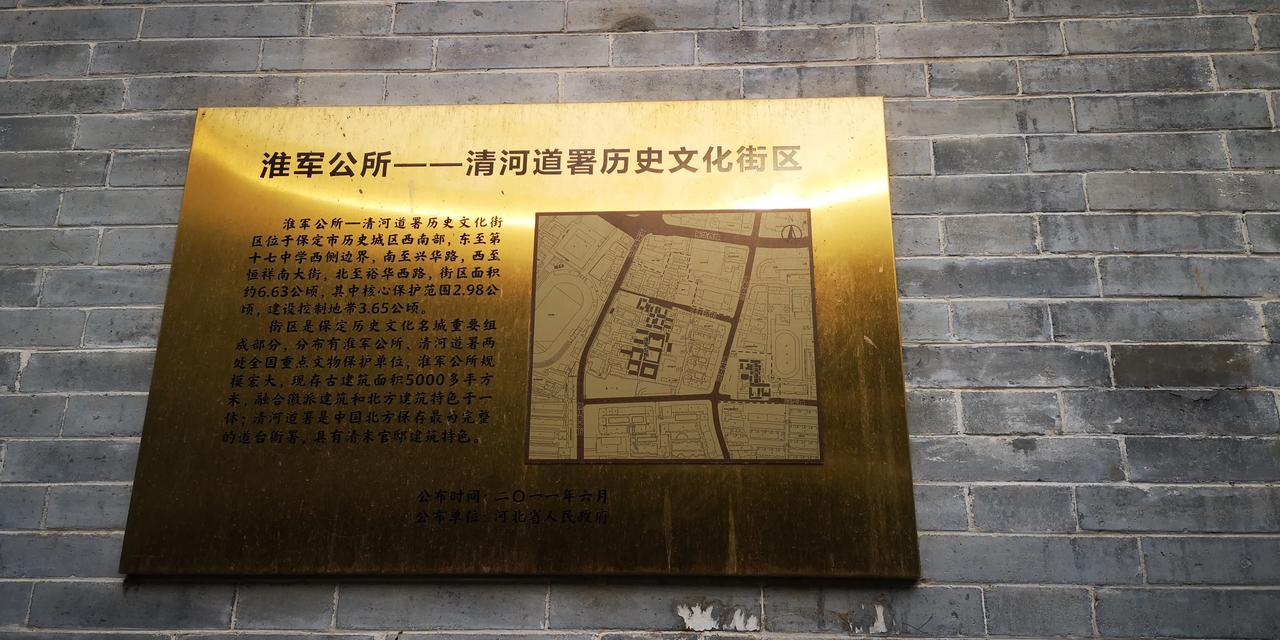 淮军公所——清河道署历史文化街区
淮军公所—清河道署历史文化街
区位于保定市历史城区西南部，东至第
十七中学西侧边界，南至兴华路，西至
恒祥南大街，北至裕华西路，街区面积
约6.63公顷，其中核心保护范围2.98公
顷，建设控制地带3.65公顷。
街区是保定历史文化名城重要组
成部分，分布有淮军公所、清河道署两
处全国重点文物保护单位，淮军公所规
模宏大，现存古建筑面积5000多平方
米，融合徽派建筑和北方建筑特色于一
体；清河道署是中国北方保存最为完整
的道台衙署，具有清末官邸建筑特色。
公布时间：二〇一一年六月
公布单位：河北省人民政府